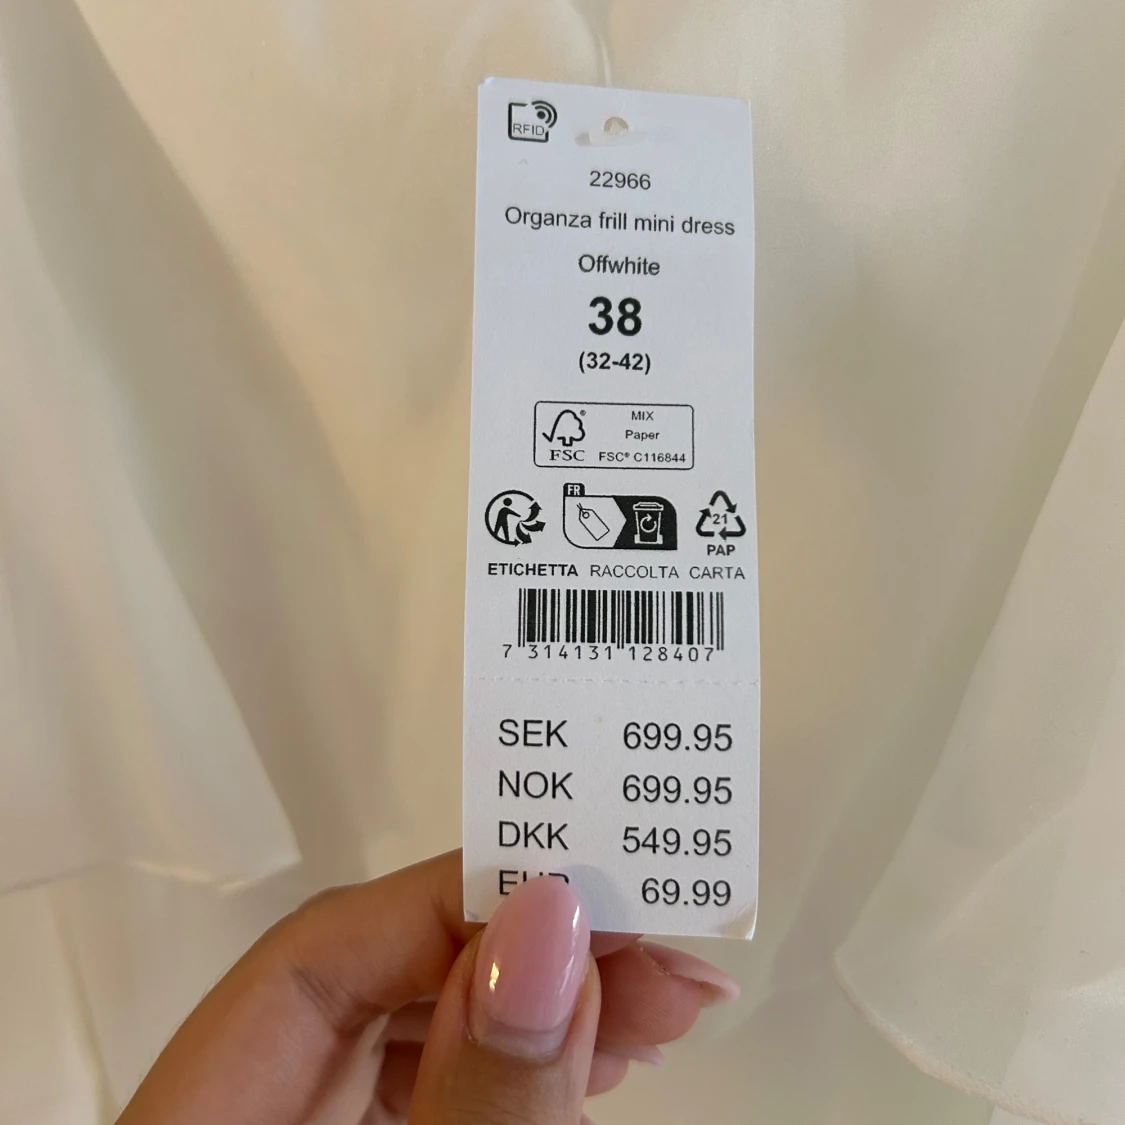 RFID
22966
Organza frill mini dress
Offwhite
38
(32-42)
MIX
Paper
FSC® C116844
FSC
FR
21
PAP
ETICHETTA RACCOLTA CARTA
7 314131 128407
SEK 699.95
NOK 699.95
DKK 549.95
EUR 69.99